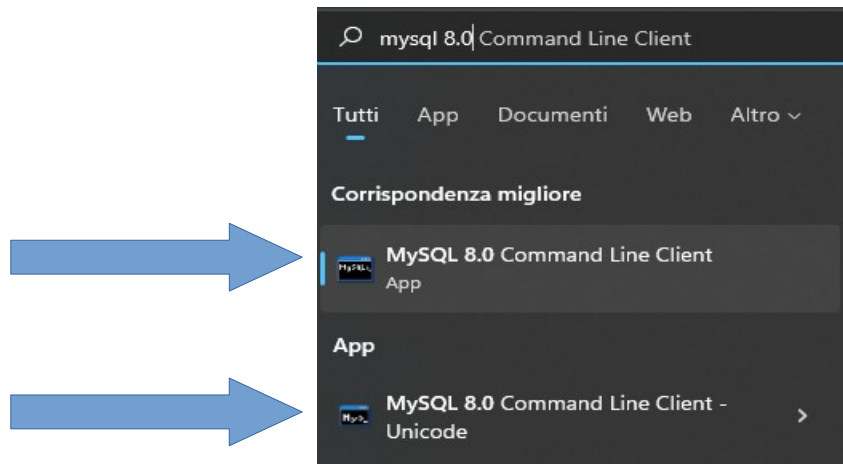 mysql 8.0 Command Line Client
Tutti App Documenti Web Altro
Corrispondenza migliore
MySQL 8.0 Command Line Client
App
App
MySQL 8.0 Command Line Client -
Unicode